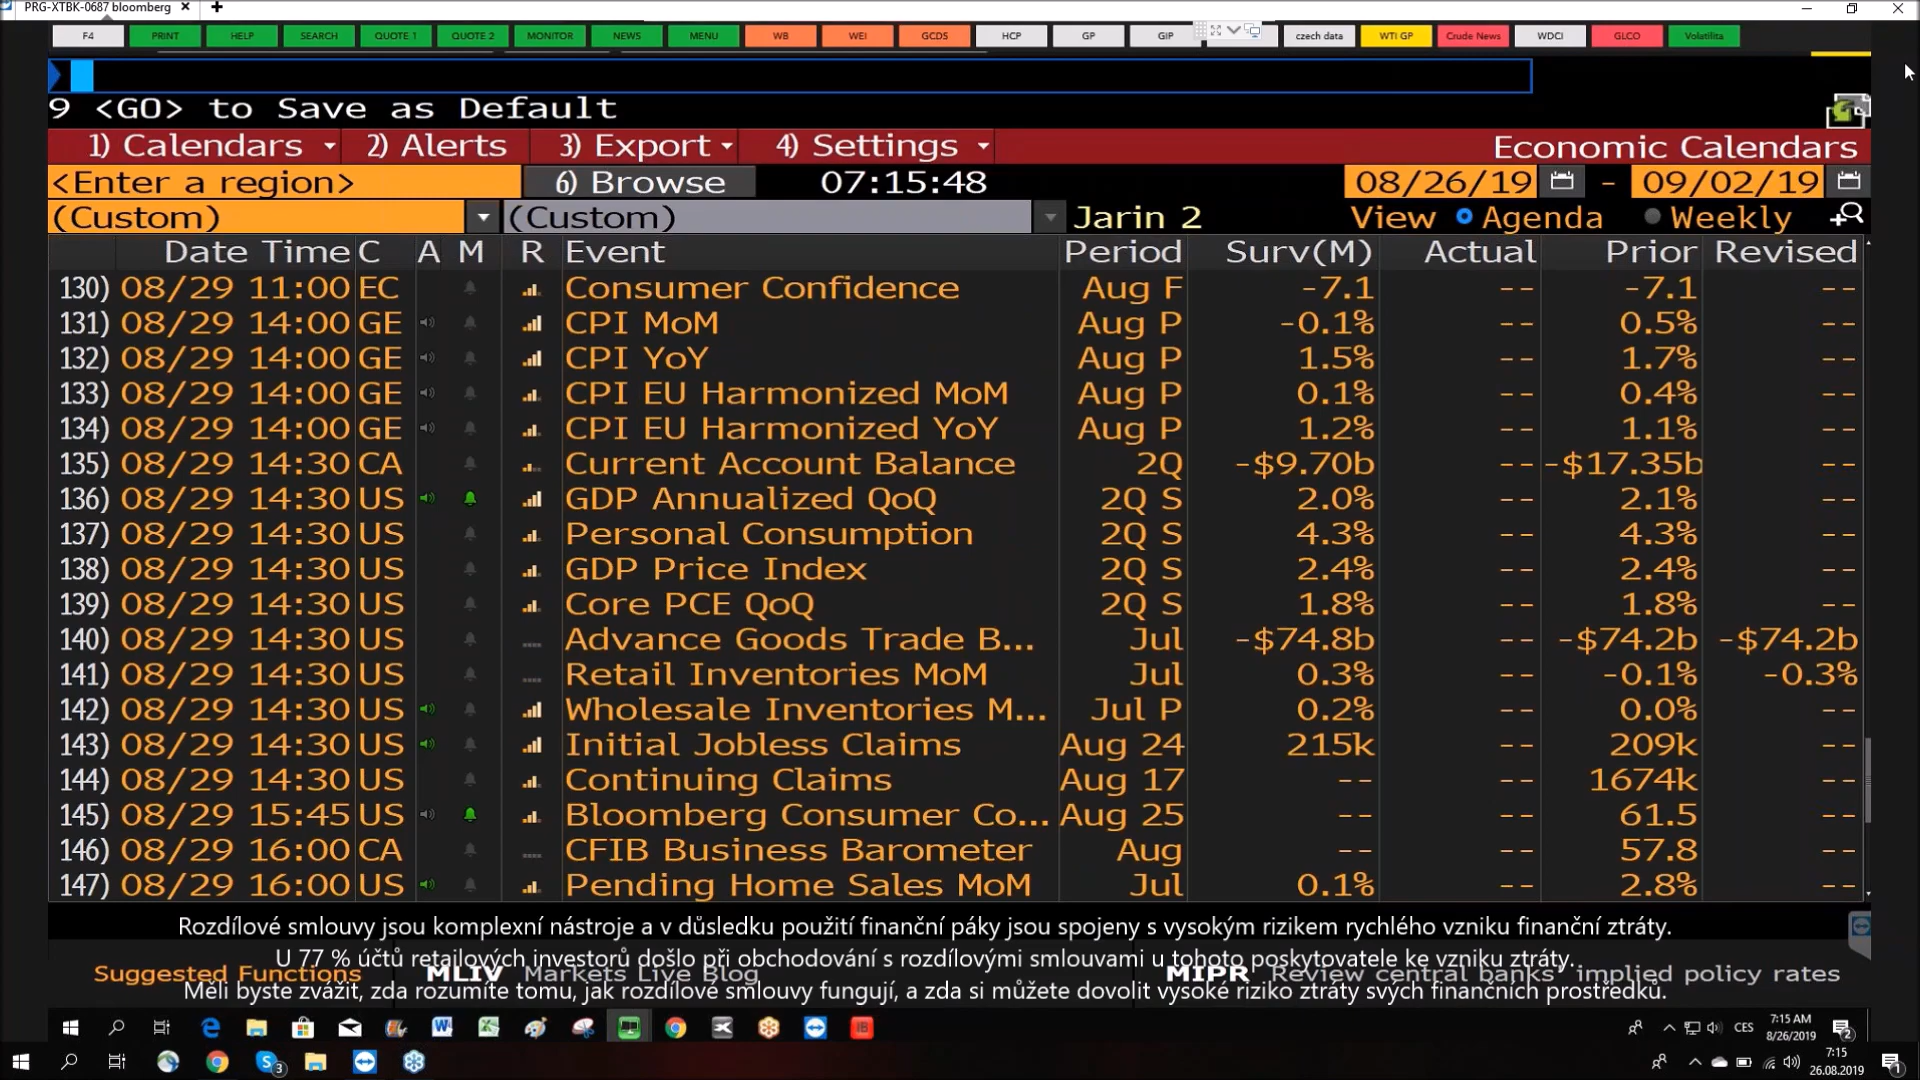 PRG-XTBK-0687 bloomberg
F4 PRINT HELP SEARCH QUOTE 1 QUOTE 2 MONITOR NEWS MENU WB WEI GCDS HCP GP GIP czech data WTI GP Crude News WDCI GLCO Volatilita
9 <GO> to Save as Default
1) Calendars 2) Alerts 3) Export 4) Settings Economic Calendars
<Enter a region> 6) Browse 07:15:48 08/26/19 - 09/02/19
(Custom) (Custom) Jarin 2 View Agenda Weekly
Date Time C A M R Event Period Surv(M) Actual Prior Revised
130) 08/29 11:00 EC Consumer Confidence Aug F -7.1 -- -7.1 --
131) 08/29 14:00 GE CPI MoM Aug P -0.1% -- 0.5% --
132) 08/29 14:00 GE CPI YoY Aug P 1.5% -- 1.7% --
133) 08/29 14:00 GE CPI EU Harmonized MoM Aug P 0.1% -- 0.4% --
134) 08/29 14:00 GE CPI EU Harmonized YoY Aug P 1.2% -- 1.1% --
135) 08/29 14:30 CA Current Account Balance 2Q -$9.70b -- -$17.35b --
136) 08/29 14:30 US GDP Annualized QoQ 2Q S 2.0% -- 2.1% --
137) 08/29 14:30 US Personal Consumption 2Q S 4.3% -- 4.3% --
138) 08/29 14:30 US GDP Price Index 2Q S 2.4% -- 2.4% --
139) 08/29 14:30 US Core PCE QoQ 2Q S 1.8% -- 1.8% --
140) 08/29 14:30 US Advance Goods Trade B... Jul -$74.8b -- -$74.2b -$74.2b
141) 08/29 14:30 US Retail Inventories MoM Jul 0.3% -- -0.1% -0.3%
142) 08/29 14:30 US Wholesale Inventories M... Jul P 0.2% -- 0.0% --
143) 08/29 14:30 US Initial Jobless Claims Aug 24 215k -- 209k --
144) 08/29 14:30 US Continuing Claims Aug 17 -- -- 1674k --
145) 08/29 15:45 US Bloomberg Consumer Co... Aug 25 -- -- 61.5 --
146) 08/29 16:00 CA CFIB Business Barometer Aug -- -- 57.8 --
147) 08/29 16:00 US Pending Home Sales MoM Jul 0.1% -- 2.8% --
Rozdílové smlouvy jsou komplexní nástroje a v důsledku použití finanční páky jsou spojeny s vysokým rizikem rychlého vzniku finanční ztráty.
U 77 % účtů retailových investorů došlo při obchodování s rozdílovými smlouvami u tohoto poskytovatele ke vzniku ztráty.
Suggested Functions MLIV Markets Live Blog MIPR Review central banks' implied policy rates
Měli byste zvážit, zda rozumíte tomu, jak rozdílové smlouvy fungují, a zda si můžete dovolit vysoké riziko ztráty svých finančních prostředků.
CES 7:15 AM
8/26/2019 2
7:15
26.08.2019 1
3
IB